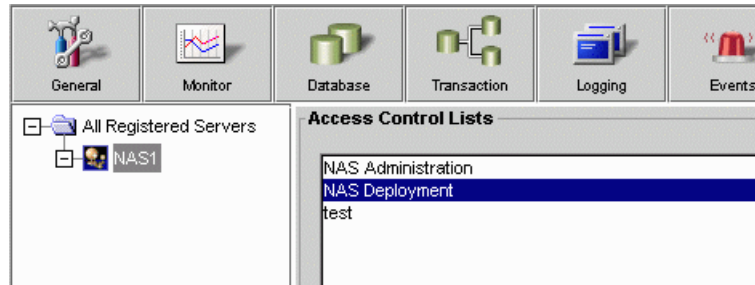 General Monitor Database Transaction Logging Events
All Registered Servers
NAS1
Access Control Lists
NAS Administration
NAS Deployment
test